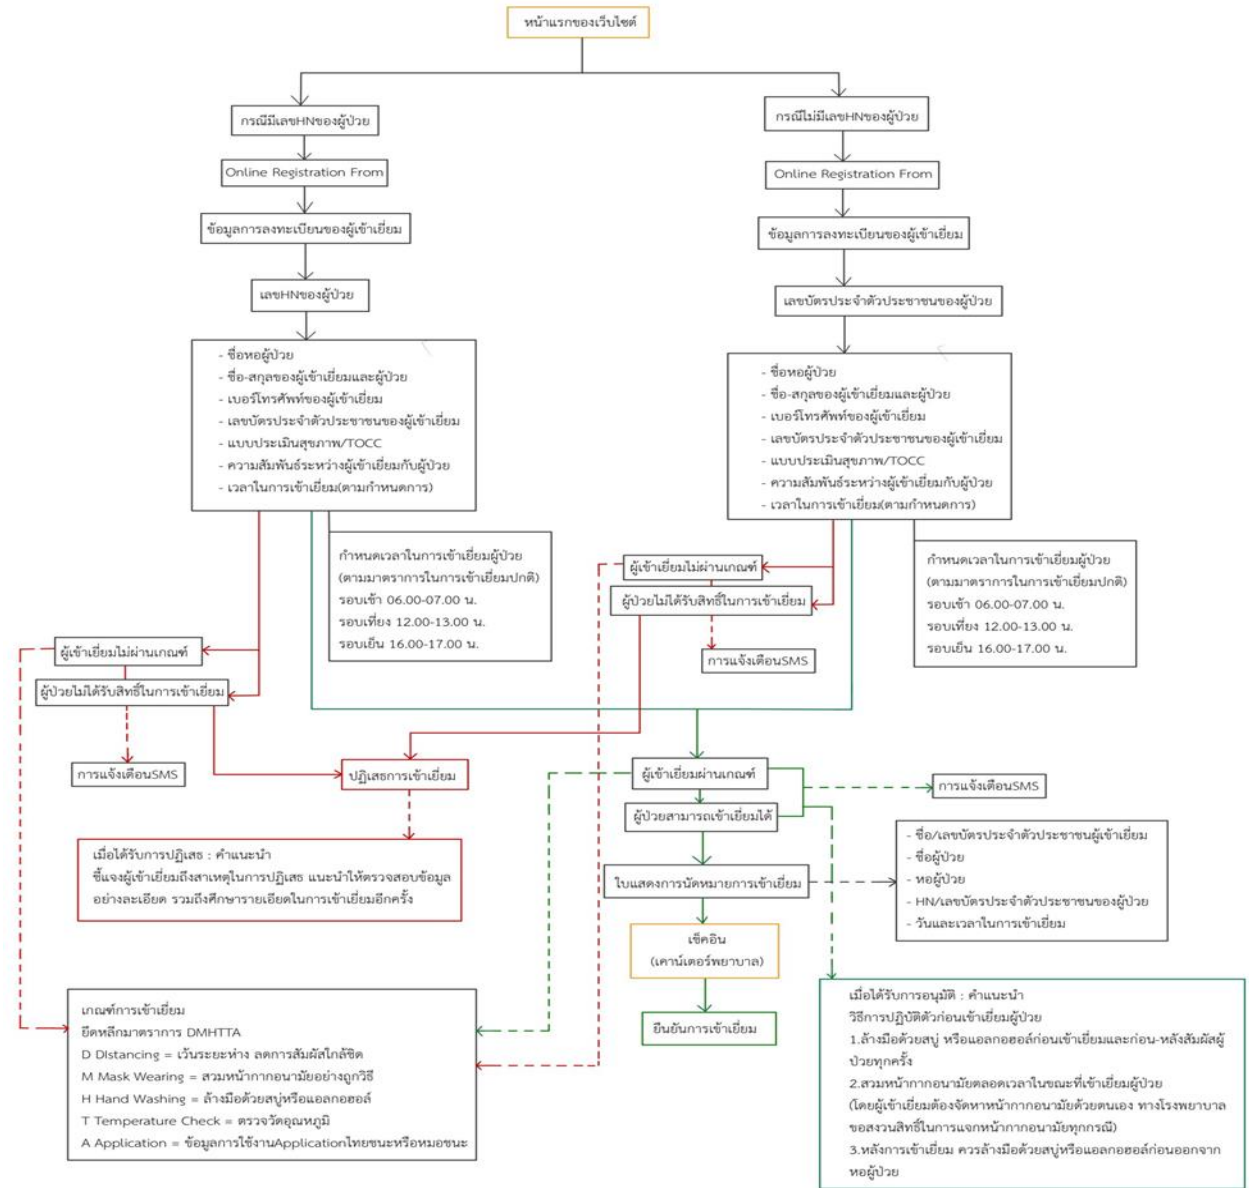 หน้าแรกของเว็บไซต์
กรณีมีเลขHNของผู้ป่วย
Online Registration From
ข้อมูลการลงทะเบียนของผู้เข้าเยี่ยม
เลขHNของผู้ป่วย
- ชื่อหอผู้ป่วย
- ชื่อ-สกุลของผู้เข้าเยี่ยมและผู้ป่วย
- เบอร์โทรศัพท์ของผู้เข้าเยี่ยม
- เลขบัตรประจำตัวประชาชนของผู้เข้าเยี่ยม
- แบบประเมินสุขภาพ/TOCC
- ความสัมพันธ์ระหว่างผู้เข้าเยี่ยมกับผู้ป่วย
- เวลาในการเข้าเยี่ยม(ตามกำหนดการ)
กำหนดเวลาในการเข้าเยี่ยมผู้ป่วย
(ตามมาตราการในการเข้าเยี่ยมปกติ)
รอบเช้า 06.00-07.00 น.
รอบเที่ยง 12.00-13.00 น.
รอบเย็น 16.00-17.00 น.
ผู้เข้าเยี่ยมไม่ผ่านเกณฑ์
ผู้ป่วยไม่ได้รับสิทธิ์ในการเข้าเยี่ยม
การแจ้งเตือนSMS
กรณีไม่มีเลขHNของผู้ป่วย
Online Registration From
ข้อมูลการลงทะเบียนของผู้เข้าเยี่ยม
เลขบัตรประจำตัวประชาชนของผู้ป่วย
- ชื่อหอผู้ป่วย
- ชื่อ-สกุลของผู้เข้าเยี่ยมและผู้ป่วย
- เบอร์โทรศัพท์ของผู้เข้าเยี่ยม
- เลขบัตรประจำตัวประชาชนของผู้เข้าเยี่ยม
- แบบประเมินสุขภาพ/TOCC
- ความสัมพันธ์ระหว่างผู้เข้าเยี่ยมกับผู้ป่วย
- เวลาในการเข้าเยี่ยม(ตามกำหนดการ)
กำหนดเวลาในการเข้าเยี่ยมผู้ป่วย
(ตามมาตราการในการเข้าเยี่ยมปกติ)
รอบเช้า 06.00-07.00 น.
รอบเที่ยง 12.00-13.00 น.
รอบเย็น 16.00-17.00 น.
ผู้เข้าเยี่ยมไม่ผ่านเกณฑ์
ผู้ป่วยไม่ได้รับสิทธิ์ในการเข้าเยี่ยม
การแจ้งเตือนSMS
ปฏิเสธการเข้าเยี่ยม
เมื่อได้รับการปฏิเสธ : คำแนะนำ
ชี้แจงผู้เข้าเยี่ยมถึงสาเหตุในการปฏิเสธ แนะนำให้ตรวจสอบข้อมูล
อย่างละเอียด รวมถึงศึกษารายเอียดในการเข้าเยี่ยมอีกครั้ง
ผู้เข้าเยี่ยมผ่านเกณฑ์
ผู้ป่วยสามารถเข้าเยี่ยมได้
การแจ้งเตือนSMS
ใบแสดงการนัดหมายการเข้าเยี่ยม
- ชื่อ/เลขบัตรประจำตัวประชาชนผู้เข้าเยี่ยม
- ชื่อผู้ป่วย
- หอผู้ป่วย
- HN/เลขบัตรประจำตัวประชาชนของผู้ป่วย
- วันและเวลาในการเข้าเยี่ยม
เช็คอิน
(เคาน์เตอร์พยาบาล)
ยืนยันการเข้าเยี่ยม
เกณฑ์การเข้าเยี่ยม
ยึดหลีกมาตราการ DMHTTA
D DIstancing = เว้นระยะห่าง ลดการสัมผัสใกล้ชิด
M Mask Wearing = สวมหน้ากากอนามัยอย่างถูกวิธี
H Hand Washing = ล้างมือด้วยสบู่หรือแอลกอฮอล์
T Temperature Check = ตรวจวัดอุณหภูมิ
A Application = ข้อมูลการใช้งานApplicationไทยชนะหรือหมอชนะ
เมื่อได้รับการอนุมัติ : คำแนะนำ
วิธีการปฏิบัติตัวก่อนเข้าเยี่ยมผู้ป่วย
1.ล้างมือด้วยสบู่ หรือแอลกอฮอล์ก่อนเข้าเยี่ยมและก่อน-หลังสัมผัสผู้
ป่วยทุกครั้ง
2.สวมหน้ากากอนามัยตลอดเวลาในขณะที่เข้าเยี่ยมผู้ป่วย
(โดยผู้เข้าเยี่ยมต้องจัดหาหน้ากากอนามัยด้วยตนเอง ทางโรงพยาบาล
ขอสงวนสิทธิ์ในการแจกหน้ากากอนามัยทุกกรณี)
3.หลังการเข้าเยี่ยม ควรล้างมือด้วยสบู่หรือแอลกอฮอล์ก่อนออกจาก
หอผู้ป่วย